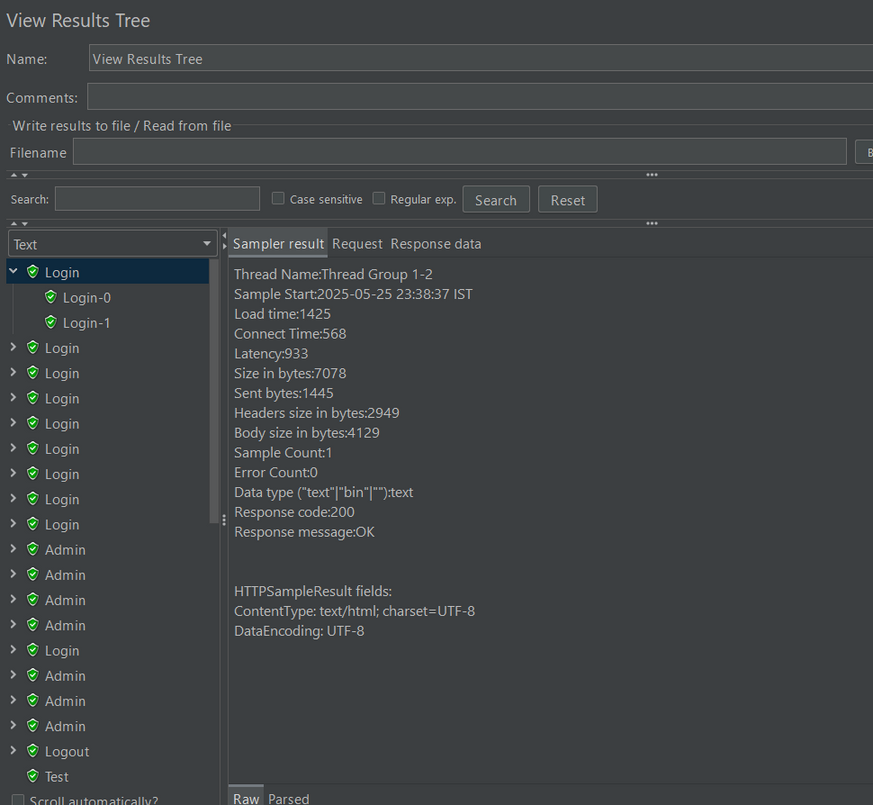 View Results Tree
Name: View Results Tree
Comments:
Write results to file / Read from file
Filename B
Search: Case sensitive Regular exp. Search Reset
Text
Login
Login-0
Login-1
Login
Login
Login
Login
Login
Login
Login
Login
Admin
Admin
Admin
Admin
Login
Admin
Admin
Admin
Logout
Test
Scroll automatically?
Sampler result Request Response data
Thread Name:Thread Group 1-2
Sample Start:2025-05-25 23:38:37 IST
Load time:1425
Connect Time:568
Latency:933
Size in bytes:7078
Sent bytes:1445
Headers size in bytes:2949
Body size in bytes:4129
Sample Count:1
Error Count:0
Data type ("text"|"bin"|""):text
Response code:200
Response message:OK
HTTPSampleResult fields:
ContentType: text/html; charset=UTF-8
DataEncoding: UTF-8
Raw Parsed